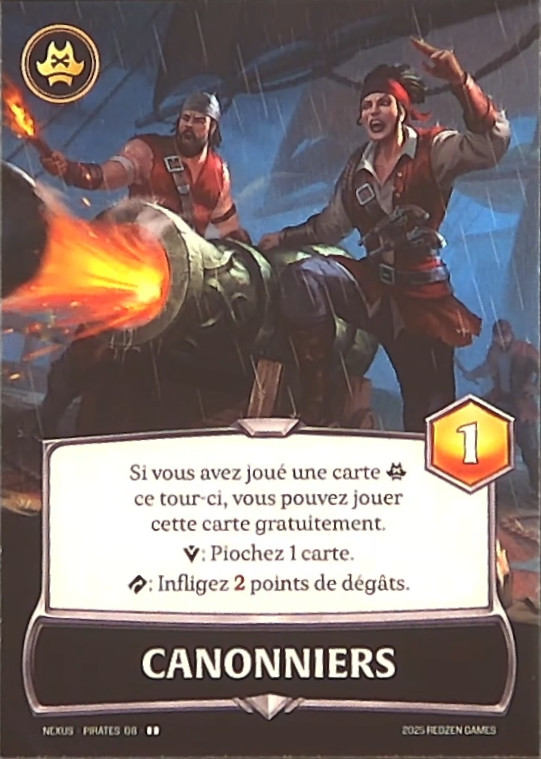 1
Si vous avez joué une carte
ce tour-ci, vous pouvez jouer
cette carte gratuitement.
: Piochez 1 carte.
: Infligez 2 points de dégâts.
CANONNIERS
NEXUS PIRATES 08
2025 REDZEN GAMES